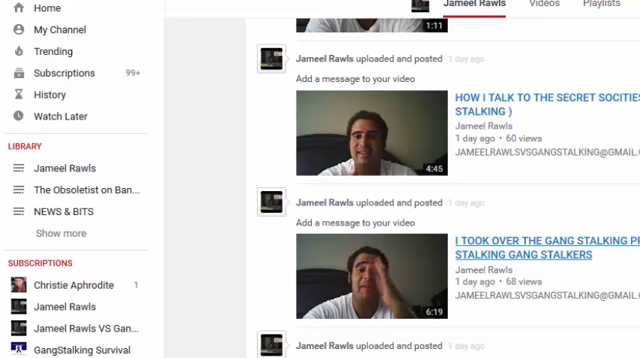 Home
My Channel
Trending
Subscriptions 99+
History
Watch Later
LIBRARY
Jameel Rawls
The Obsoletist on Ban...
NEWS & BITS
Show more
SUBSCRIPTIONS
Christie Aphrodite 1
Jameel Rawls
Jameel Rawls VS Gan...
GangStalking Survival
Jameel Rawls Videos Playlists
1:11
Jameel Rawls uploaded and posted 1 day ago
Add a message to your video
4:45
HOW I TALK TO THE SECRET SOCITIES
STALKING )
Jameel Rawls
1 day ago • 60 views
JAMEELRAWLSVSGANGSTALKING@GMAIL.
Jameel Rawls uploaded and posted 1 day ago
Add a message to your video
6:19
I TOOK OVER THE GANG STALKING
STALKING GANG STALKERS
Jameel Rawls
1 day ago • 68 views
JAMEELRAWLSVSGANGSTALKING@GMAIL.
Jameel Rawls uploaded and posted 1 day ago